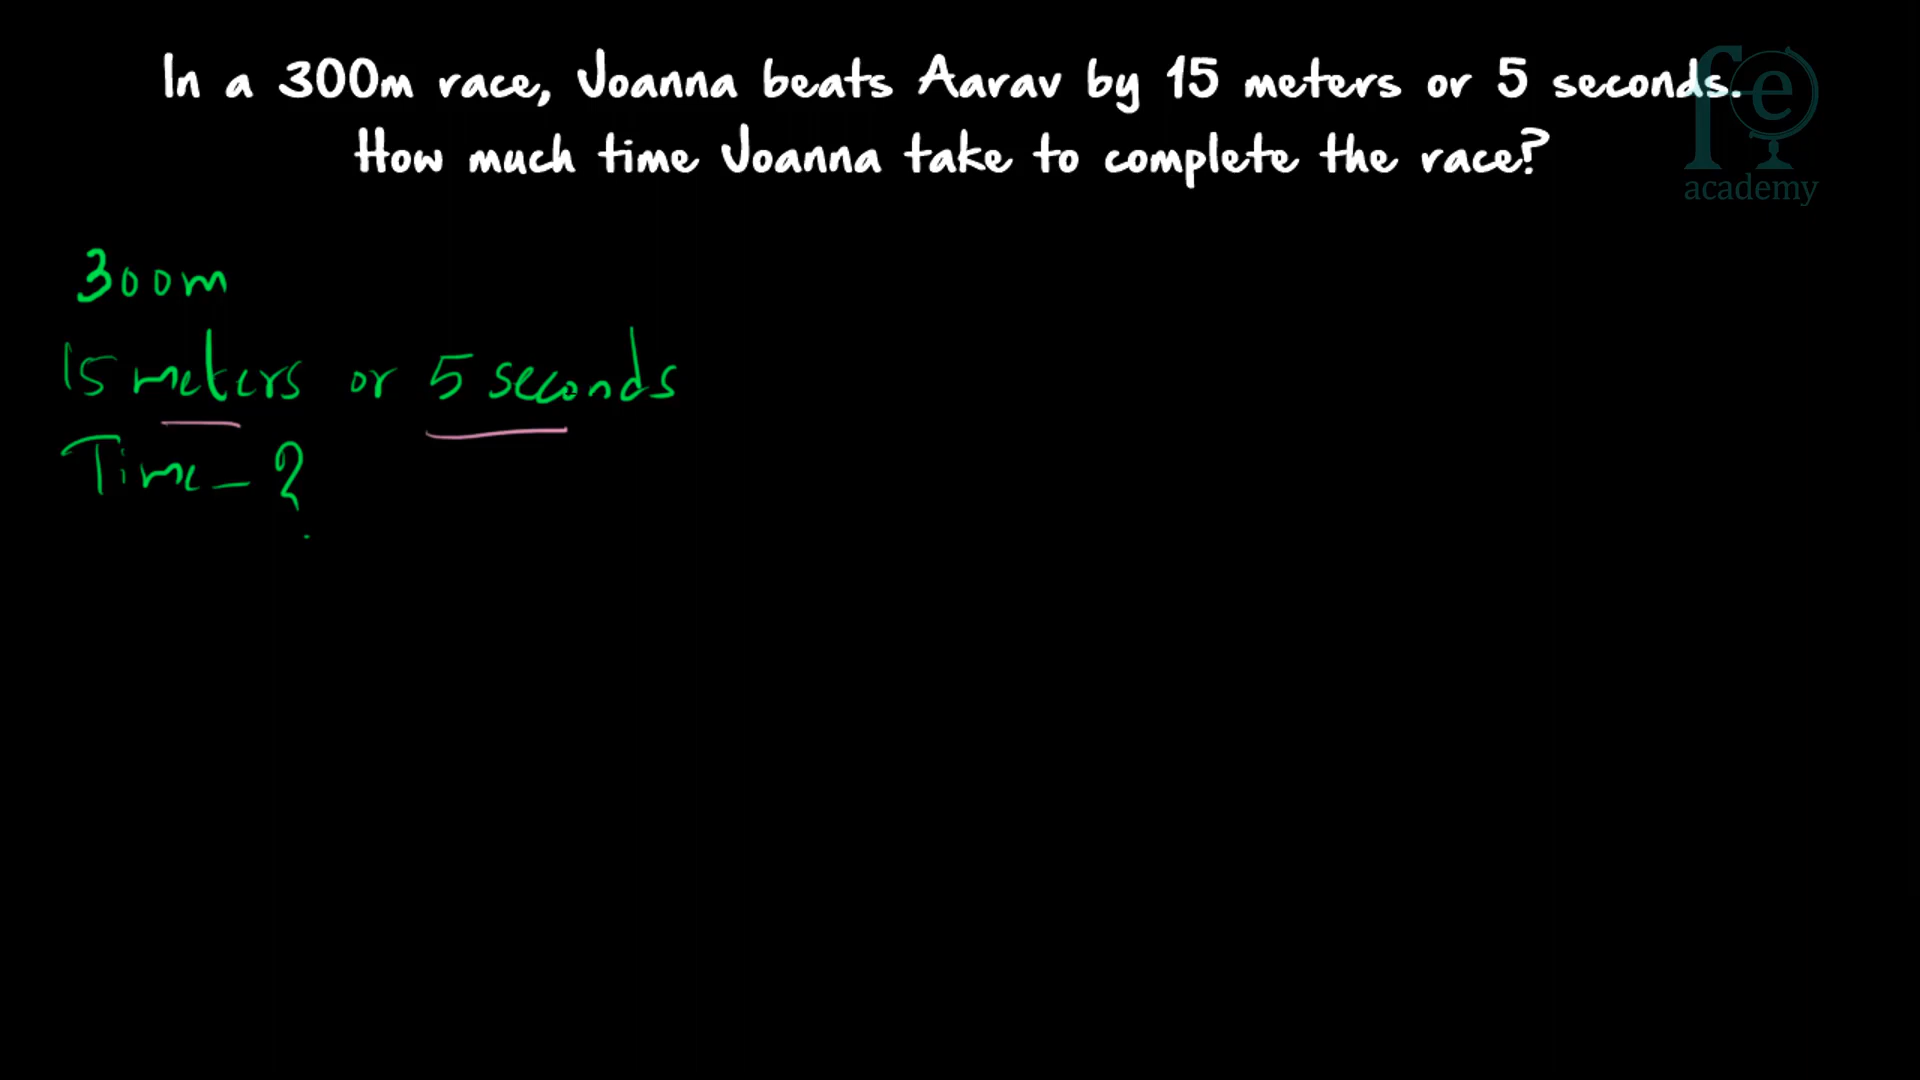 In a 300m race, Joanna beats Aarav by 15 meters or 5 seconds.
How much time Joanna take to complete the race?
fe
academy
300m
15 meters or 5 seconds
Time - ?